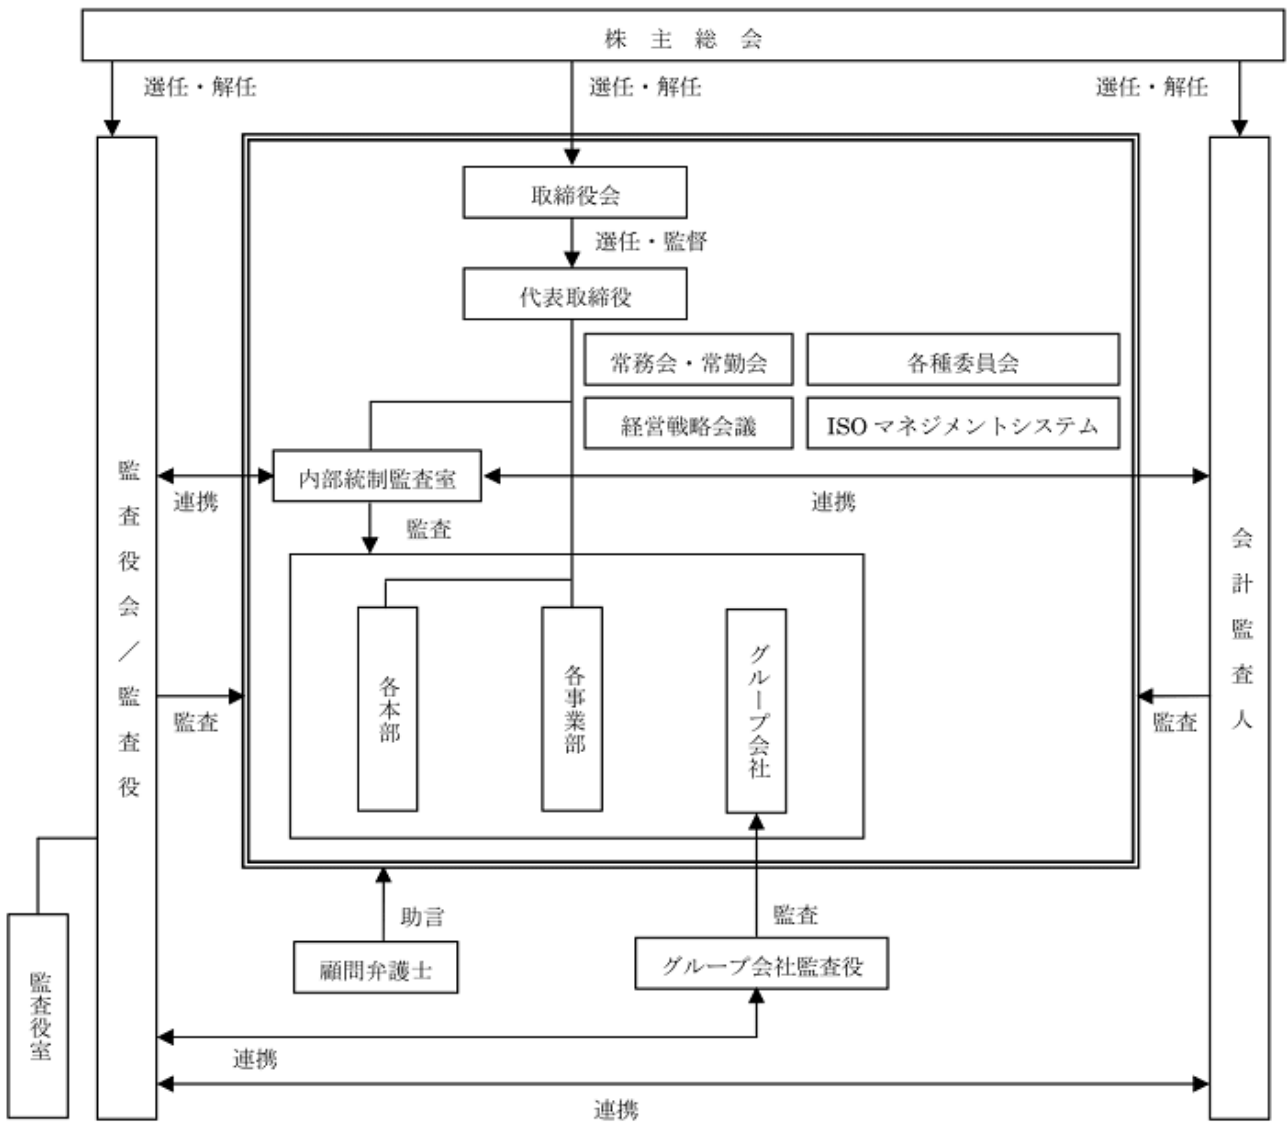 株主総会
選任・解任
選任・解任
選任・解任
取締役会
選任・監督
代表取締役
常務会・常勤会
各種委員会
経営戦略会議
ISO マネジメントシステム
監査役会／監査役
内部統制監査室
連携
連携
監査
会計監査人
各本部
各事業部
グループ会社
監査
監査
助言
監査
顧問弁護士
グループ会社監査役
監査役室
連携
連携